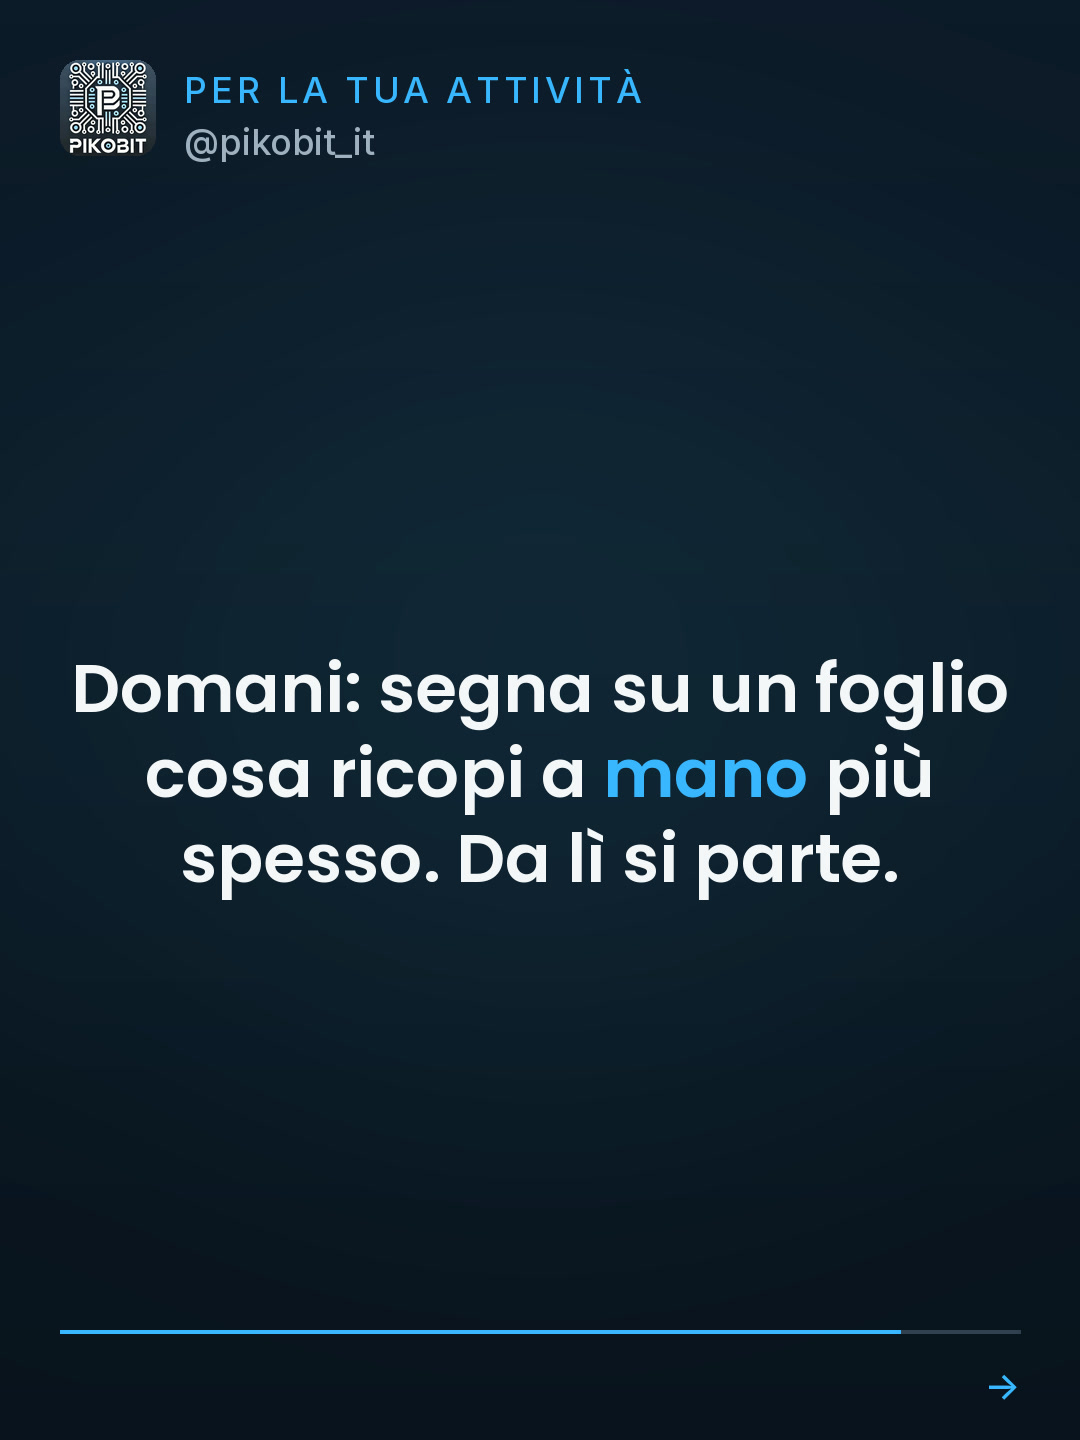 PIKOBIT
PER LA TUA ATTIVITÀ
@pikobit_it
Domani: segna su un foglio
cosa ricopi a mano più
spesso. Da lì si parte.